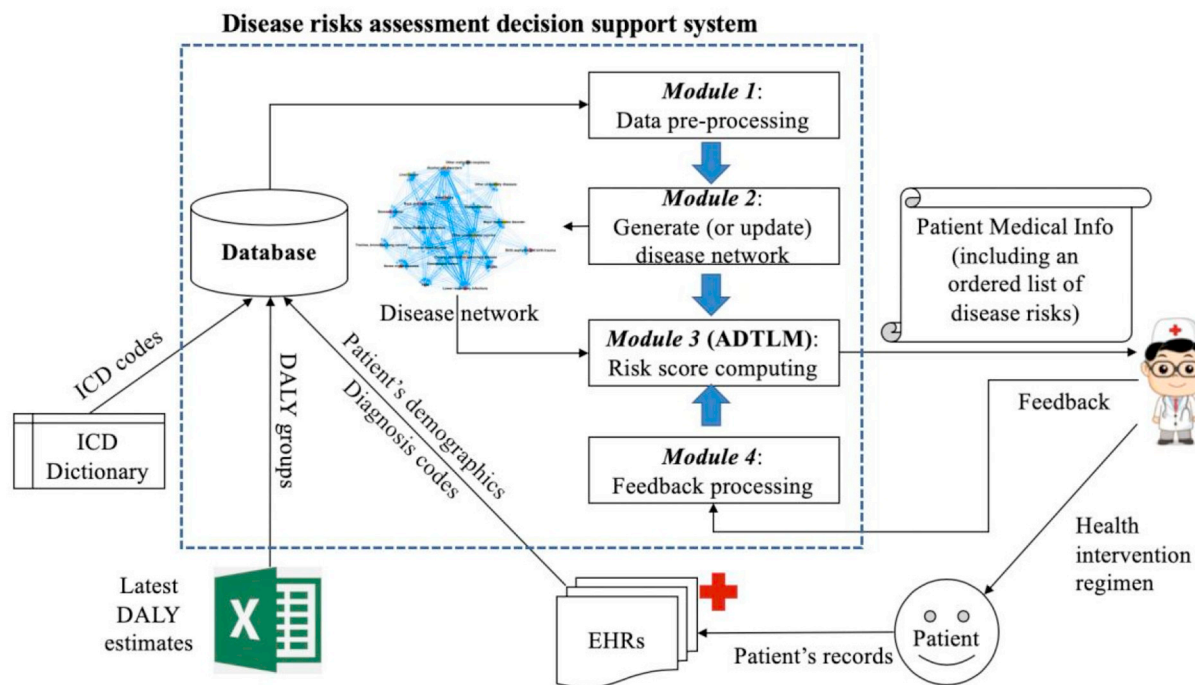 Disease risks assessment decision support system
Module 1:
Data pre-processing
Module 2:
Generate (or update)
disease network
Database
Disease network
Module 3 (ADTLM):
Risk score computing
Module 4:
Feedback processing
Patient Medical Info
(including an
ordered list of
disease risks)
Feedback
ICD codes
ICD
Dictionary
DALY groups
Patient's demographics
Diagnosis codes
Latest
DALY
estimates
X
EHRs
Patient's records
Patient
Health
intervention
regimen